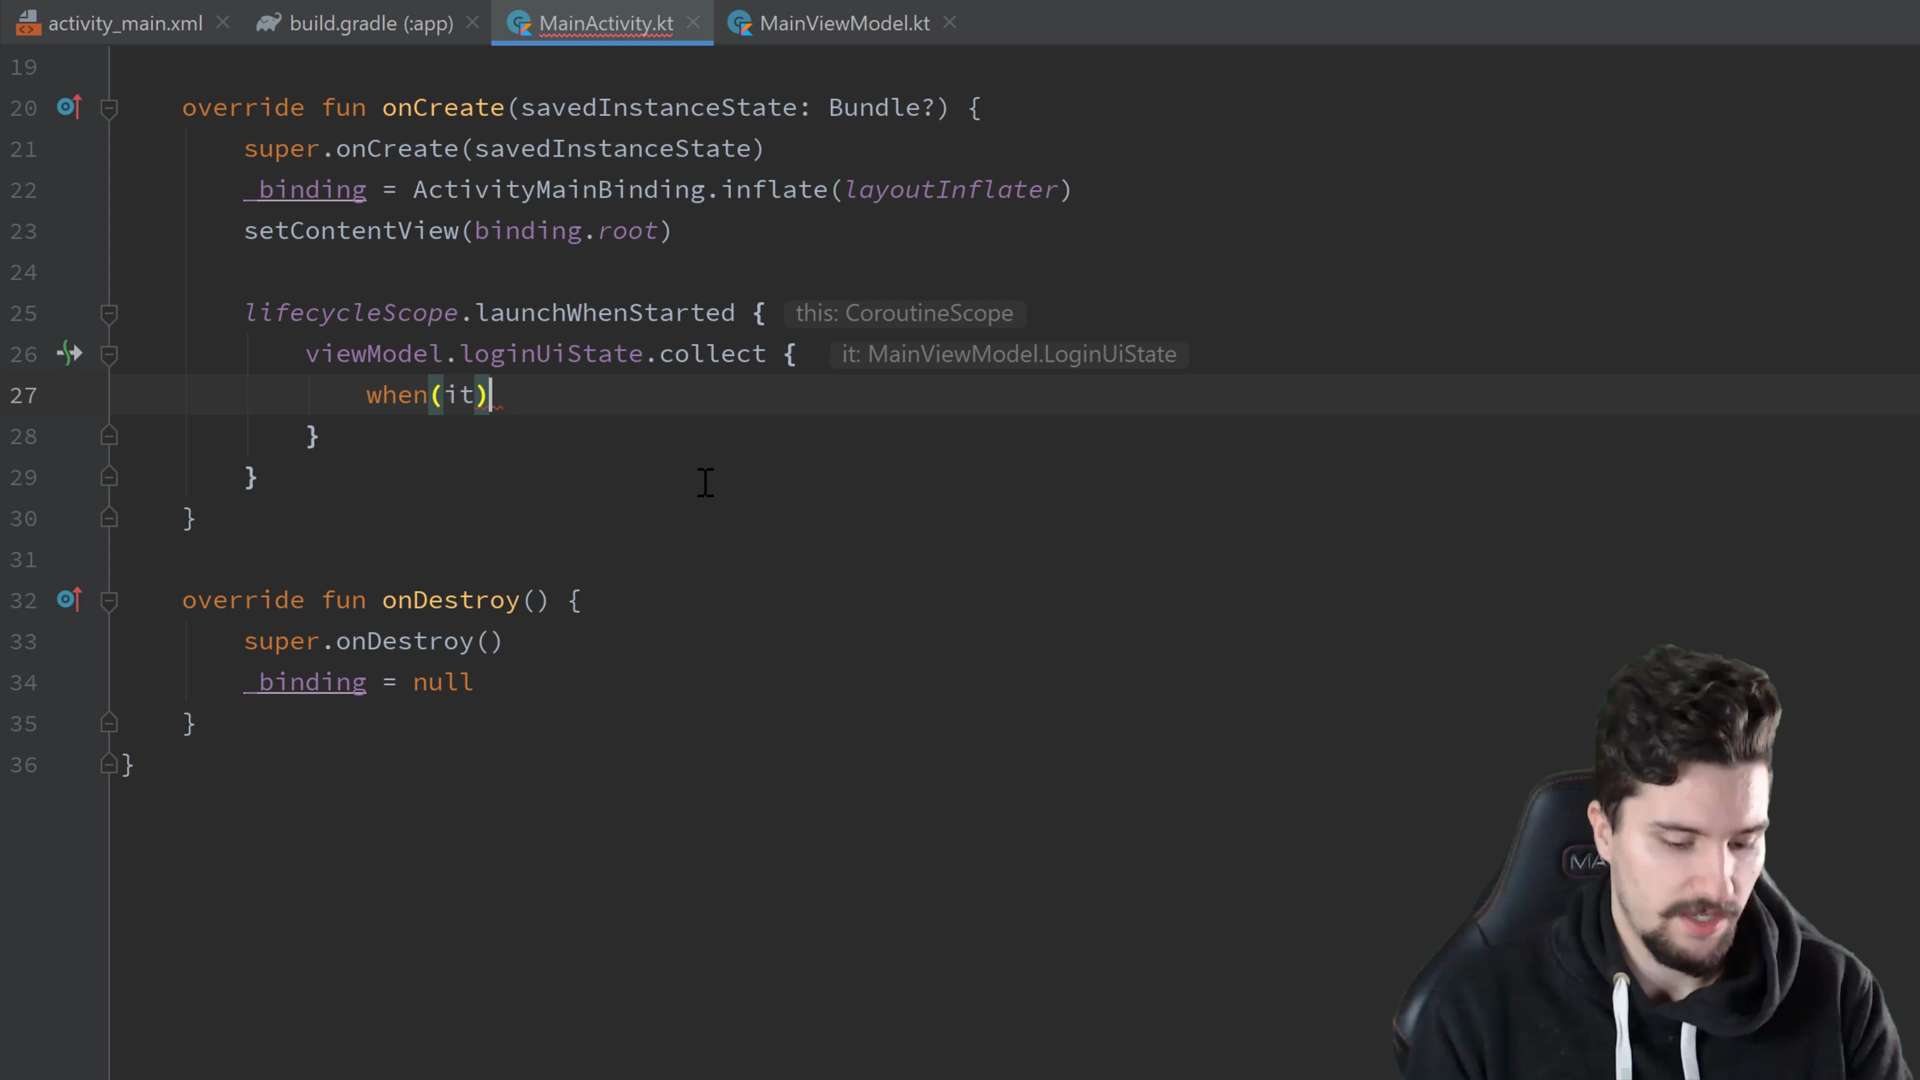 activity_main.xml build.gradle (:app) MainActivity.kt MainViewModel.kt
19
20 override fun onCreate(savedInstanceState: Bundle?) {
21 super.onCreate(savedInstanceState)
22 _binding = ActivityMainBinding.inflate(layoutInflater)
23 setContentView(binding.root)
24
25 lifecycleScope.launchWhenStarted { this: CoroutineScope
26 viewModel.loginUiState.collect { it: MainViewModel.LoginUiState
27 when(it)
28 }
29 }
30 }
31
32 override fun onDestroy() {
33 super.onDestroy()
34 _binding = null
35 }
36 }